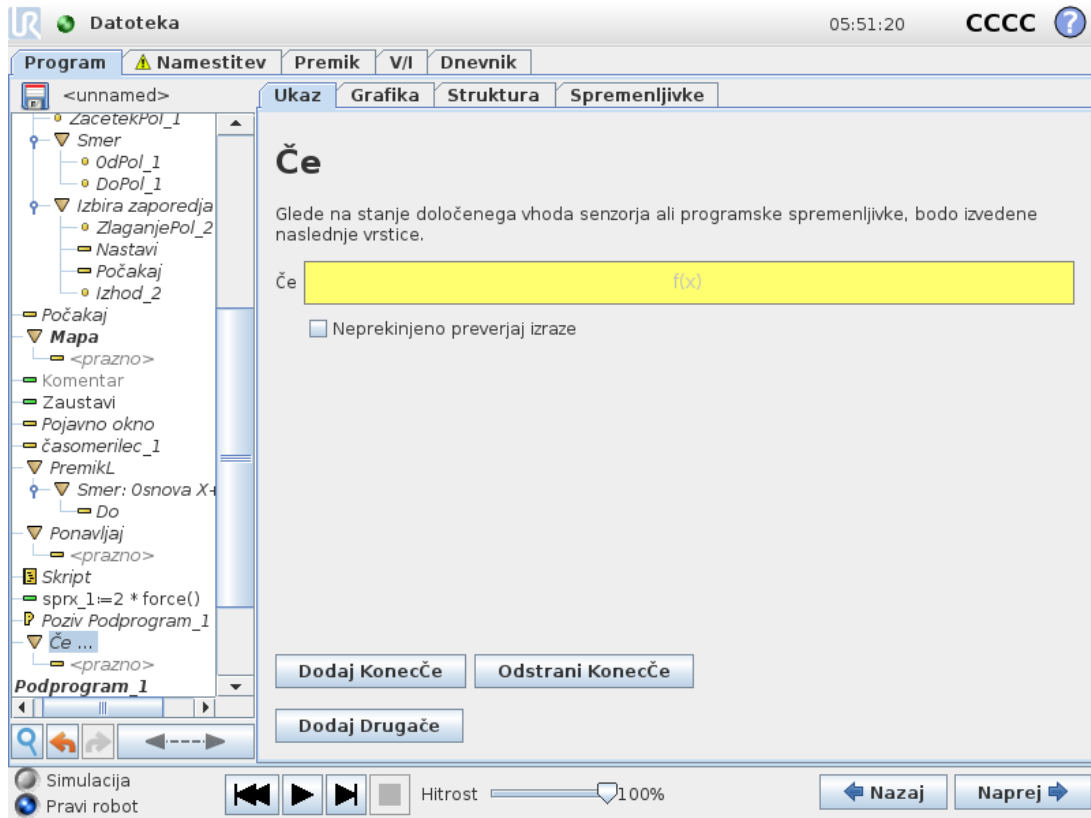 UR Datoteka 05:51:20 CCCC ?
Program Namestitev Premik V/I Dnevnik
<unnamed>
Ukaz Grafika Struktura Spremenljivke
ZacetekPol_1
Smer
OdPol_1
DoPol_1
Izbira zaporedja
ZlaganjePol_2
Nastavi
Počakaj
Izhod_2
Počakaj
Mapa
<prazno>
Komentar
Zaustavi
Pojavno okno
časomerilec_1
PremikL
Smer: Osnova X+
Do
Ponavljaj
<prazno>
Skript
sprx_1:=2 * force()
Poziv Podprogram_1
Če ...
<prazno>
Podprogram_1
Če
Glede na stanje določenega vhoda senzorja ali programske spremenljivke, bodo izvedene
naslednje vrstice.
Če f(x)
Neprekinjeno preverjaj izraze
Dodaj KonecČe Odstrani KonecČe
Dodaj Drugače
Simulacija
Pravi robot
Hitrost 100%
Nazaj Naprej